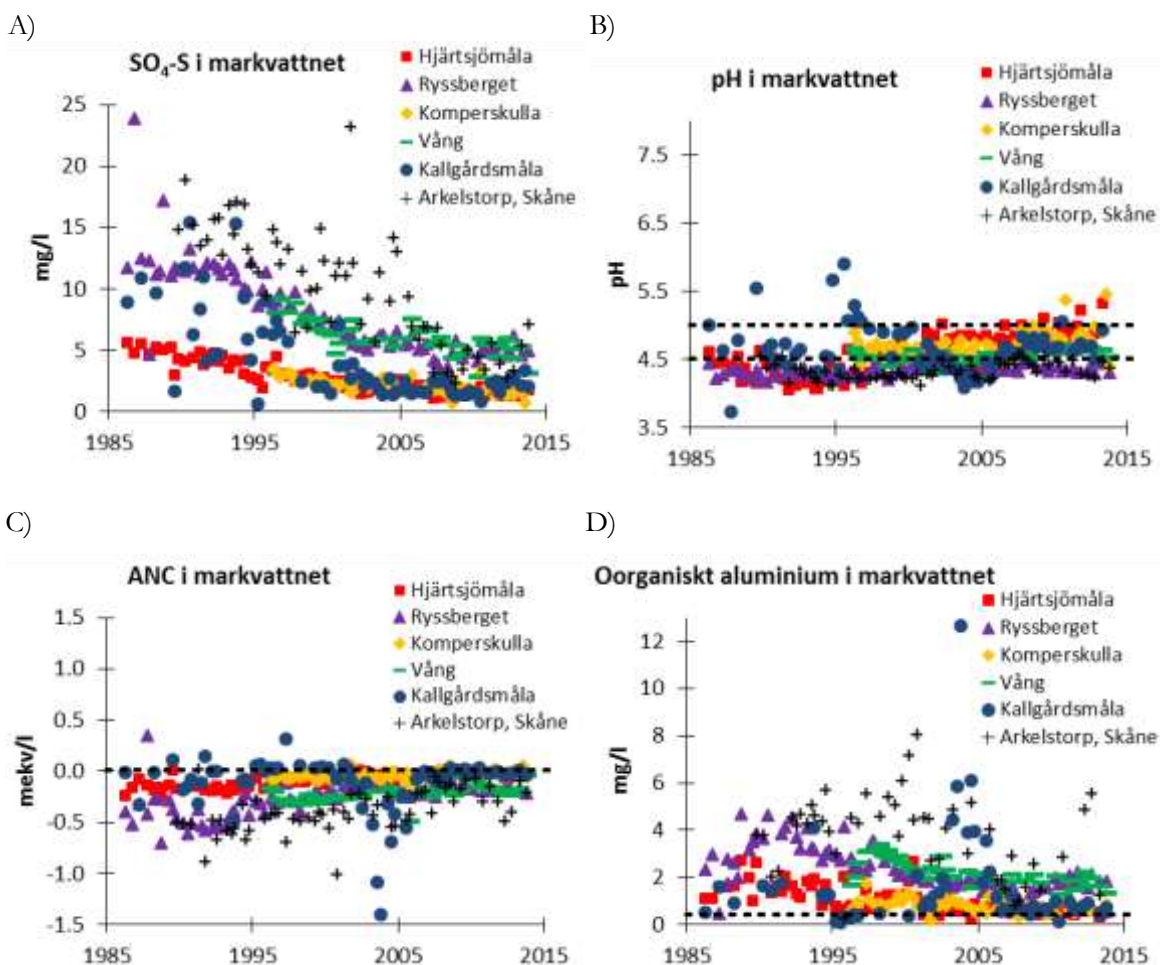 A)
SO₄-S i markvattnet
Hjärtsjömåla
Ryssberget
Komperskulla
Vång
Kallgårdsmåla
Arkelstorp, Skåne
25
20
15
10
5
0
mg/l
1985 1995 2005 2015
B)
pH i markvattnet
Hjärtsjömåla
Ryssberget
Komperskulla
Vång
Kallgårdsmåla
Arkelstorp, Skåne
7.5
6.5
5.5
4.5
3.5
pH
1985 1995 2005 2015
C)
ANC i markvattnet
Hjärtsjömåla
Ryssberget
Komperskulla
Vång
Kallgårdsmåla
Arkelstorp, Skåne
1.5
1.0
0.5
0.0
-0.5
-1.0
-1.5
mekv/l
1985 1995 2005 2015
D)
Oorganiskt aluminium i markvattnet
Hjärtsjömåla
Ryssberget
Komperskulla
Vång
Kallgårdsmåla
Arkelstorp, Skåne
12
10
8
6
4
2
0
mg/l
1985 1995 2005 2015